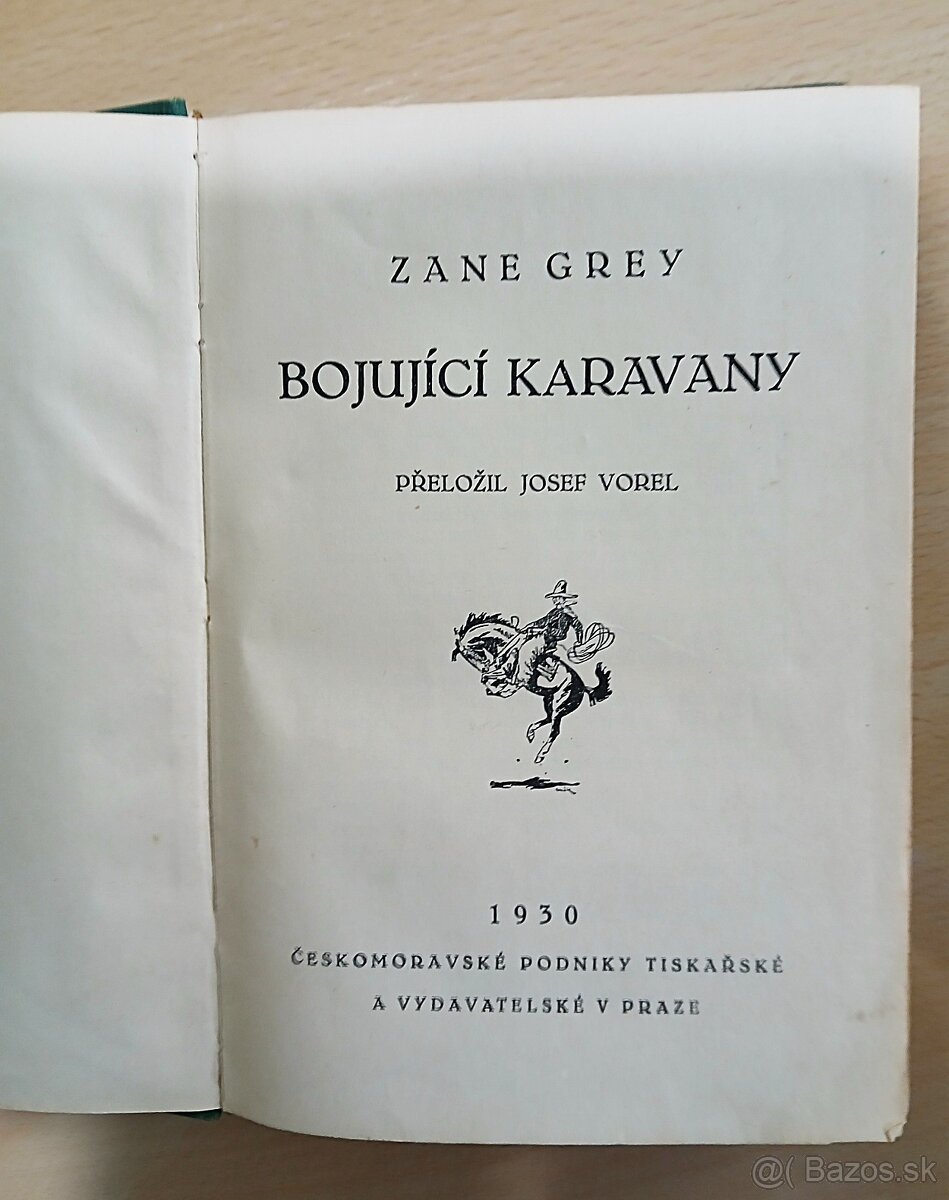 ZANE GREY
BOJUJÍCÍ KARAVANY
PŘELOŽIL JOSEF VOREL
1930
ČESKOMORAVSKÉ PODNIKY TISKAŘSKÉ
A VYDAVATELSKÉ V PRAZE
@( Bazos.sk